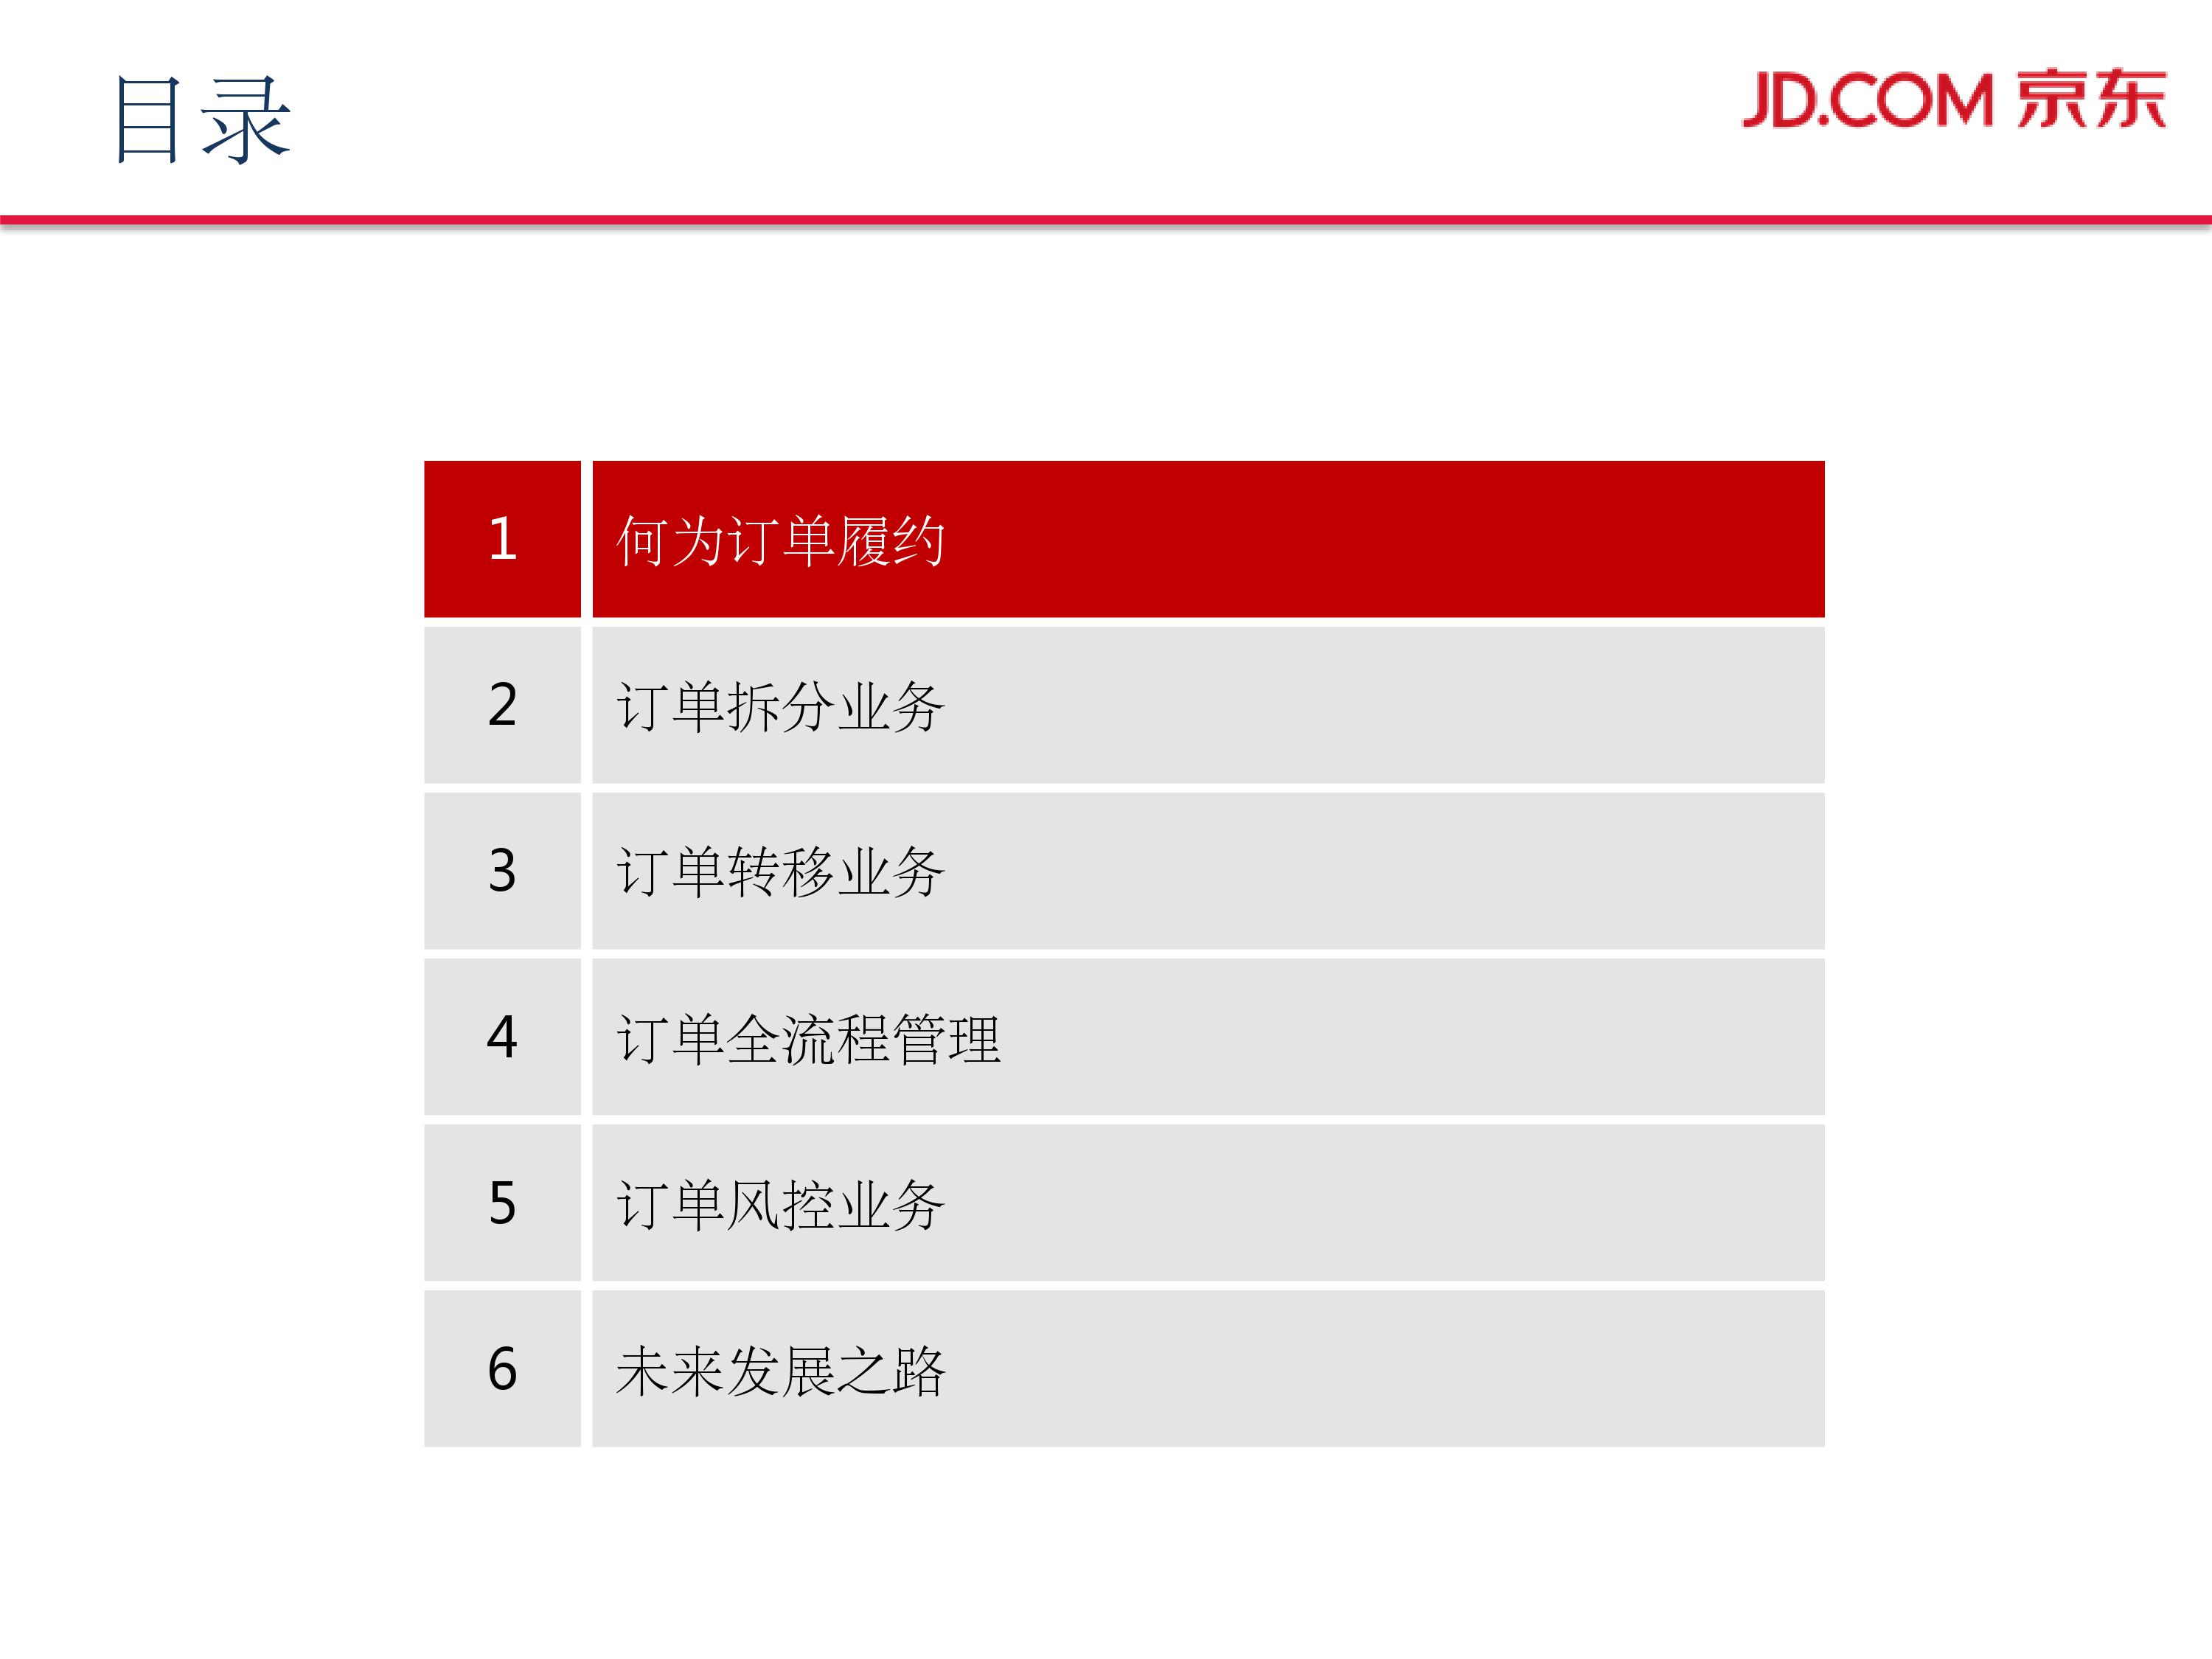 目录
JD.COM 京东
1 何为订单履约
2 订单拆分业务
3 订单转移业务
4 订单全流程管理
5 订单风控业务
6 未来发展之路